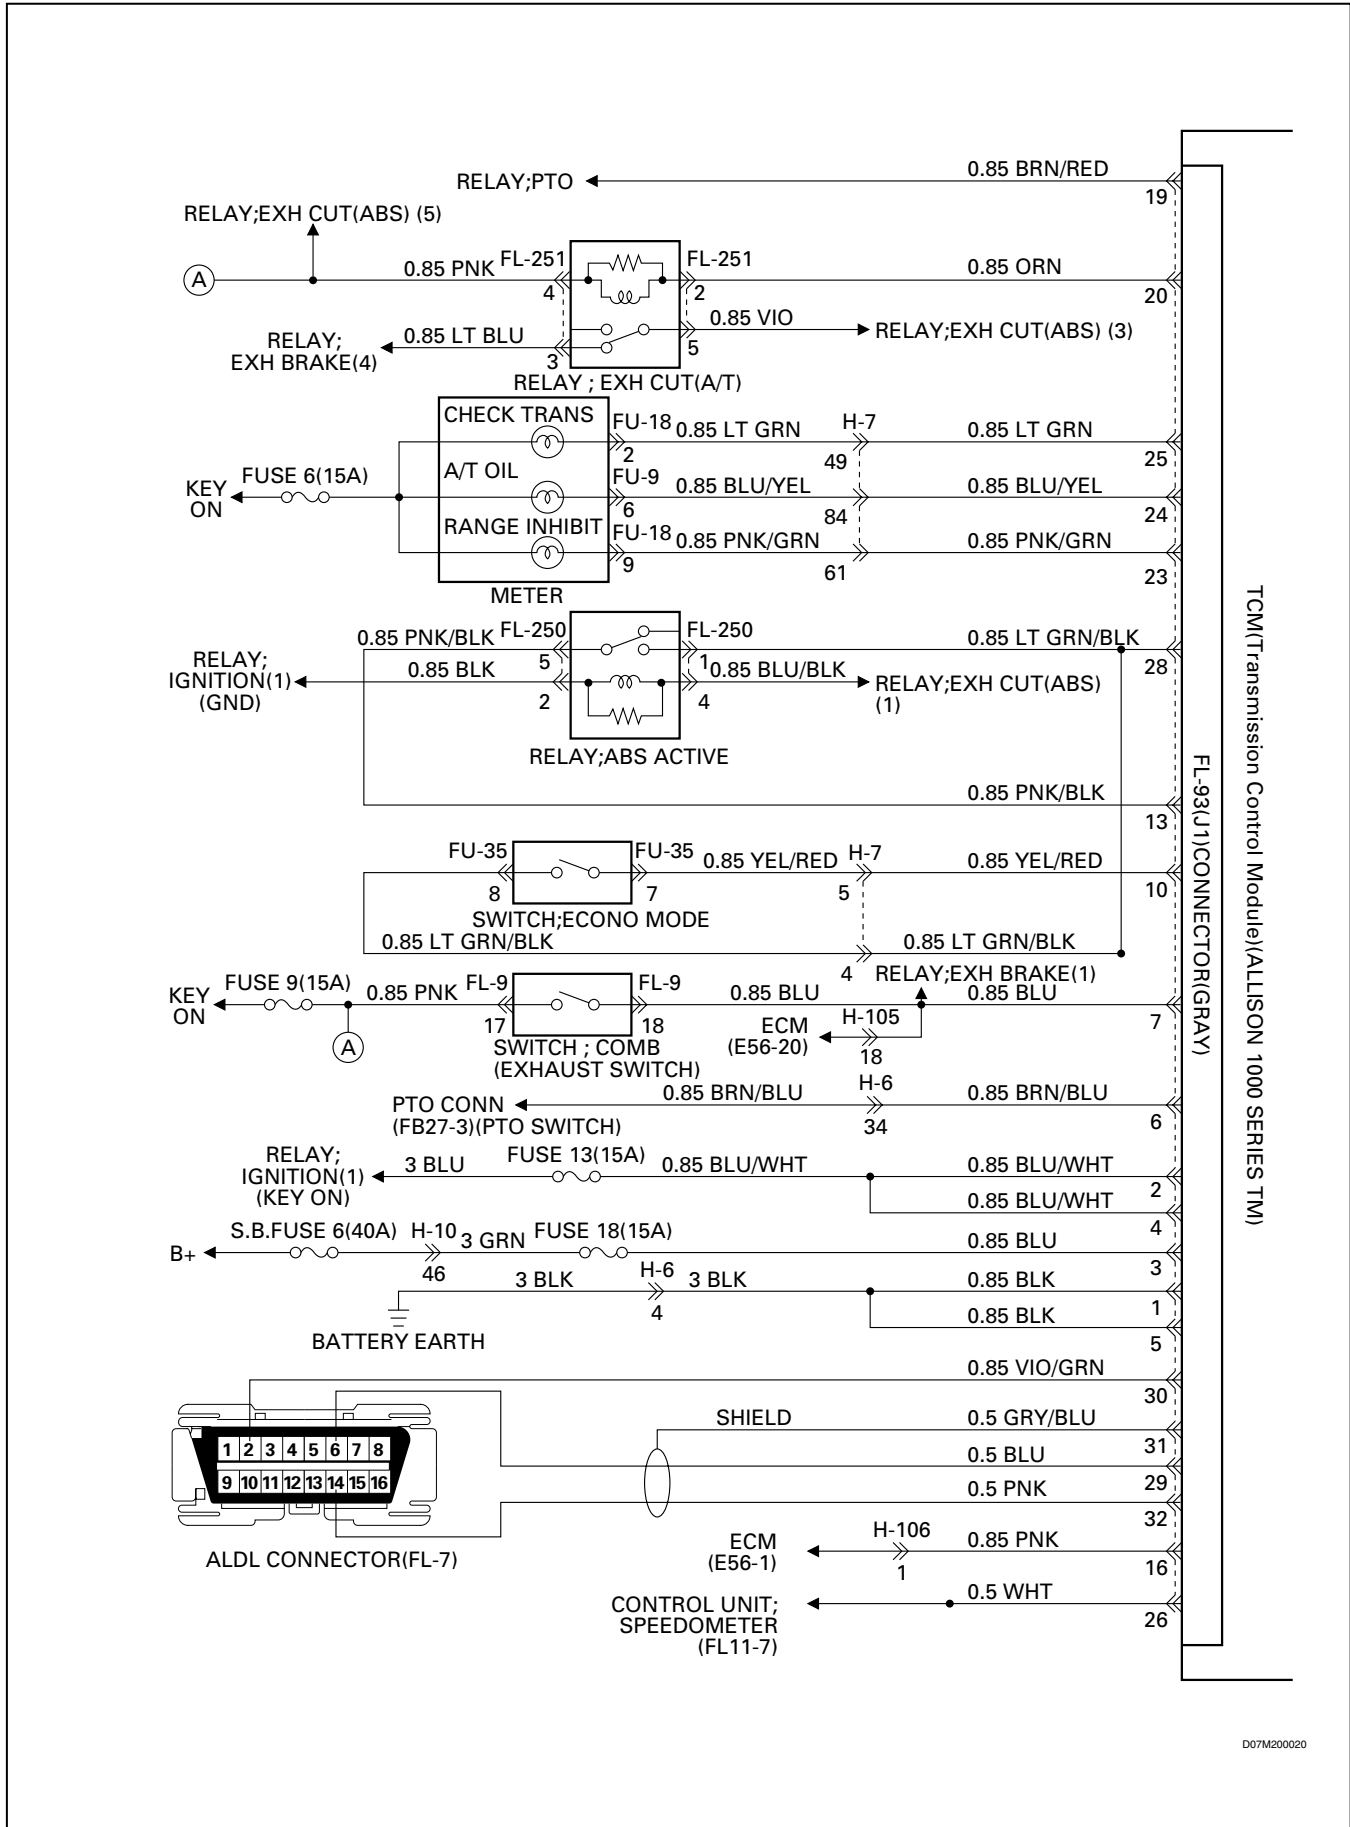 0.85 BRN/RED
RELAY;PTO
19
RELAY;EXH CUT(ABS) (5)
A
0.85 PNK
FL-251
FL-251
0.85 ORN
4
2
20
0.85 VIO
RELAY;EXH CUT(ABS) (3)
RELAY;
EXH BRAKE(4)
0.85 LT BLU
3
5
RELAY ; EXH CUT(A/T)
CHECK TRANS
FU-18
0.85 LT GRN
H-7
0.85 LT GRN
2
49
25
KEY
ON
FUSE 6(15A)
A/T OIL
FU-9
0.85 BLU/YEL
0.85 BLU/YEL
6
84
24
RANGE INHIBIT
FU-18
0.85 PNK/GRN
0.85 PNK/GRN
9
61
23
METER
0.85 PNK/BLK
FL-250
FL-250
0.85 LT GRN/BLK
5
1
28
RELAY;
IGNITION(1)
(GND)
0.85 BLK
0.85 BLU/BLK
RELAY;EXH CUT(ABS)
(1)
2
4
RELAY;ABS ACTIVE
0.85 PNK/BLK
13
FU-35
FU-35
0.85 YEL/RED
H-7
0.85 YEL/RED
8
7
5
10
SWITCH;ECONO MODE
0.85 LT GRN/BLK
0.85 LT GRN/BLK
4
RELAY;EXH BRAKE(1)
KEY
ON
FUSE 9(15A)
0.85 PNK
FL-9
FL-9
0.85 BLU
0.85 BLU
17
18
7
A
ECM
(E56-20)
H-105
18
SWITCH ; COMB
(EXHAUST SWITCH)
PTO CONN
(FB27-3)(PTO SWITCH)
0.85 BRN/BLU
H-6
0.85 BRN/BLU
34
6
RELAY;
IGNITION(1)
(KEY ON)
3 BLU
FUSE 13(15A)
0.85 BLU/WHT
0.85 BLU/WHT
2
0.85 BLU/WHT
4
B+
S.B.FUSE 6(40A)
H-10
3 GRN
FUSE 18(15A)
0.85 BLU
46
3
3 BLK
H-6
3 BLK
0.85 BLK
4
1
0.85 BLK
5
BATTERY EARTH
0.85 VIO/GRN
30
SHIELD
0.5 GRY/BLU
31
0.5 BLU
29
0.5 PNK
32
1 2 3 4 5 6 7 8
9 10 11 12 13 14 15 16
ALDL CONNECTOR(FL-7)
ECM
(E56-1)
H-106
0.85 PNK
1
16
CONTROL UNIT;
SPEEDOMETER
(FL11-7)
0.5 WHT
26
FL-93(J1)CONNECTOR(GRAY)
TCM(Transmission Control Module)(ALLISON 1000 SERIES TM)
D07M200020